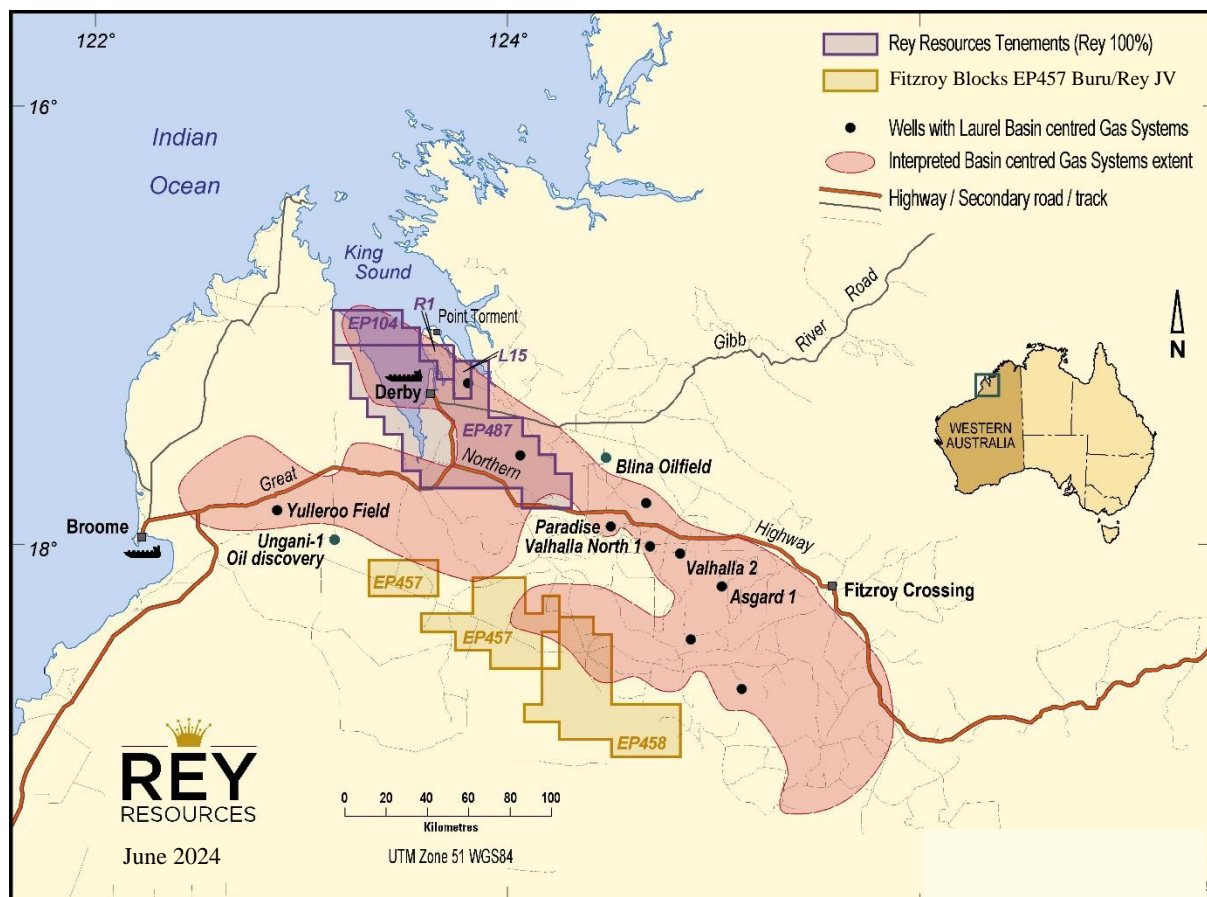 122°
124°
16°
18°
Rey Resources Tenements (Rey 100%)
Fitzroy Blocks EP457 Buru/Rey JV
Wells with Laurel Basin centred Gas Systems
Interpreted Basin centred Gas Systems extent
Highway / Secondary road / track
Indian
Ocean
King
Sound
R1
Point Torment
EP104
L15
Derby
Gibb
River
Road
N
WESTERN
AUSTRALIA
EP487
Great
Northern
Highway
Blina Oilfield
Yulleroo Field
Broome
Ungani-1
Oil discovery
Paradise
Valhalla North 1
Valhalla 2
Asgard 1
Fitzroy Crossing
EP457
EP457
EP458
REY
RESOURCES
June 2024
0 20 40 60 80 100
Kilometres
UTM Zone 51 WGS84